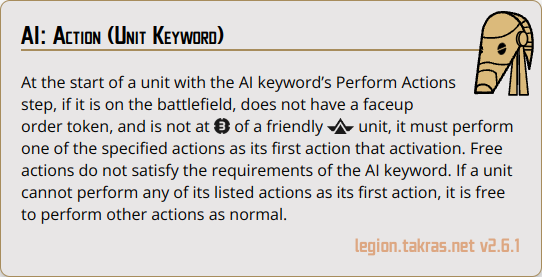 AI: Action (Unit Keyword)
At the start of a unit with the AI keyword's Perform Actions
step, if it is on the battlefield, does not have a faceup
order token, and is not at 3 of a friendly unit, it must perform
one of the specified actions as its first action that activation. Free
actions do not satisfy the requirements of the AI keyword. If a unit
cannot perform any of its listed actions as its first action, it is free
to perform other actions as normal.
legion.takras.net v2.6.1